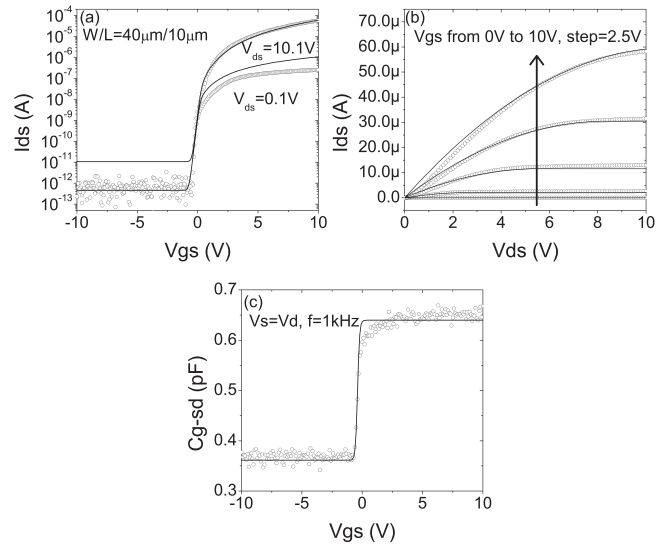 (a)
W/L=40μm/10μm
Vds=10.1V
Vds=0.1V
10-4
10-5
10-6
10-7
10-8
10-9
10-10
10-11
10-12
10-13
Ids (A)
-10 -5 0 5 10
Vgs (V)
(b)
Vgs from 0V to 10V, step=2.5V
70.0μ
60.0μ
50.0μ
40.0μ
30.0μ
20.0μ
10.0μ
0.0
Ids (A)
0 2 4 6 8 10
Vds (V)
(c)
Vs=Vd, f=1kHz
0.7
0.6
0.5
0.4
0.3
Cg-sd (pF)
-10 -5 0 5 10
Vgs (V)